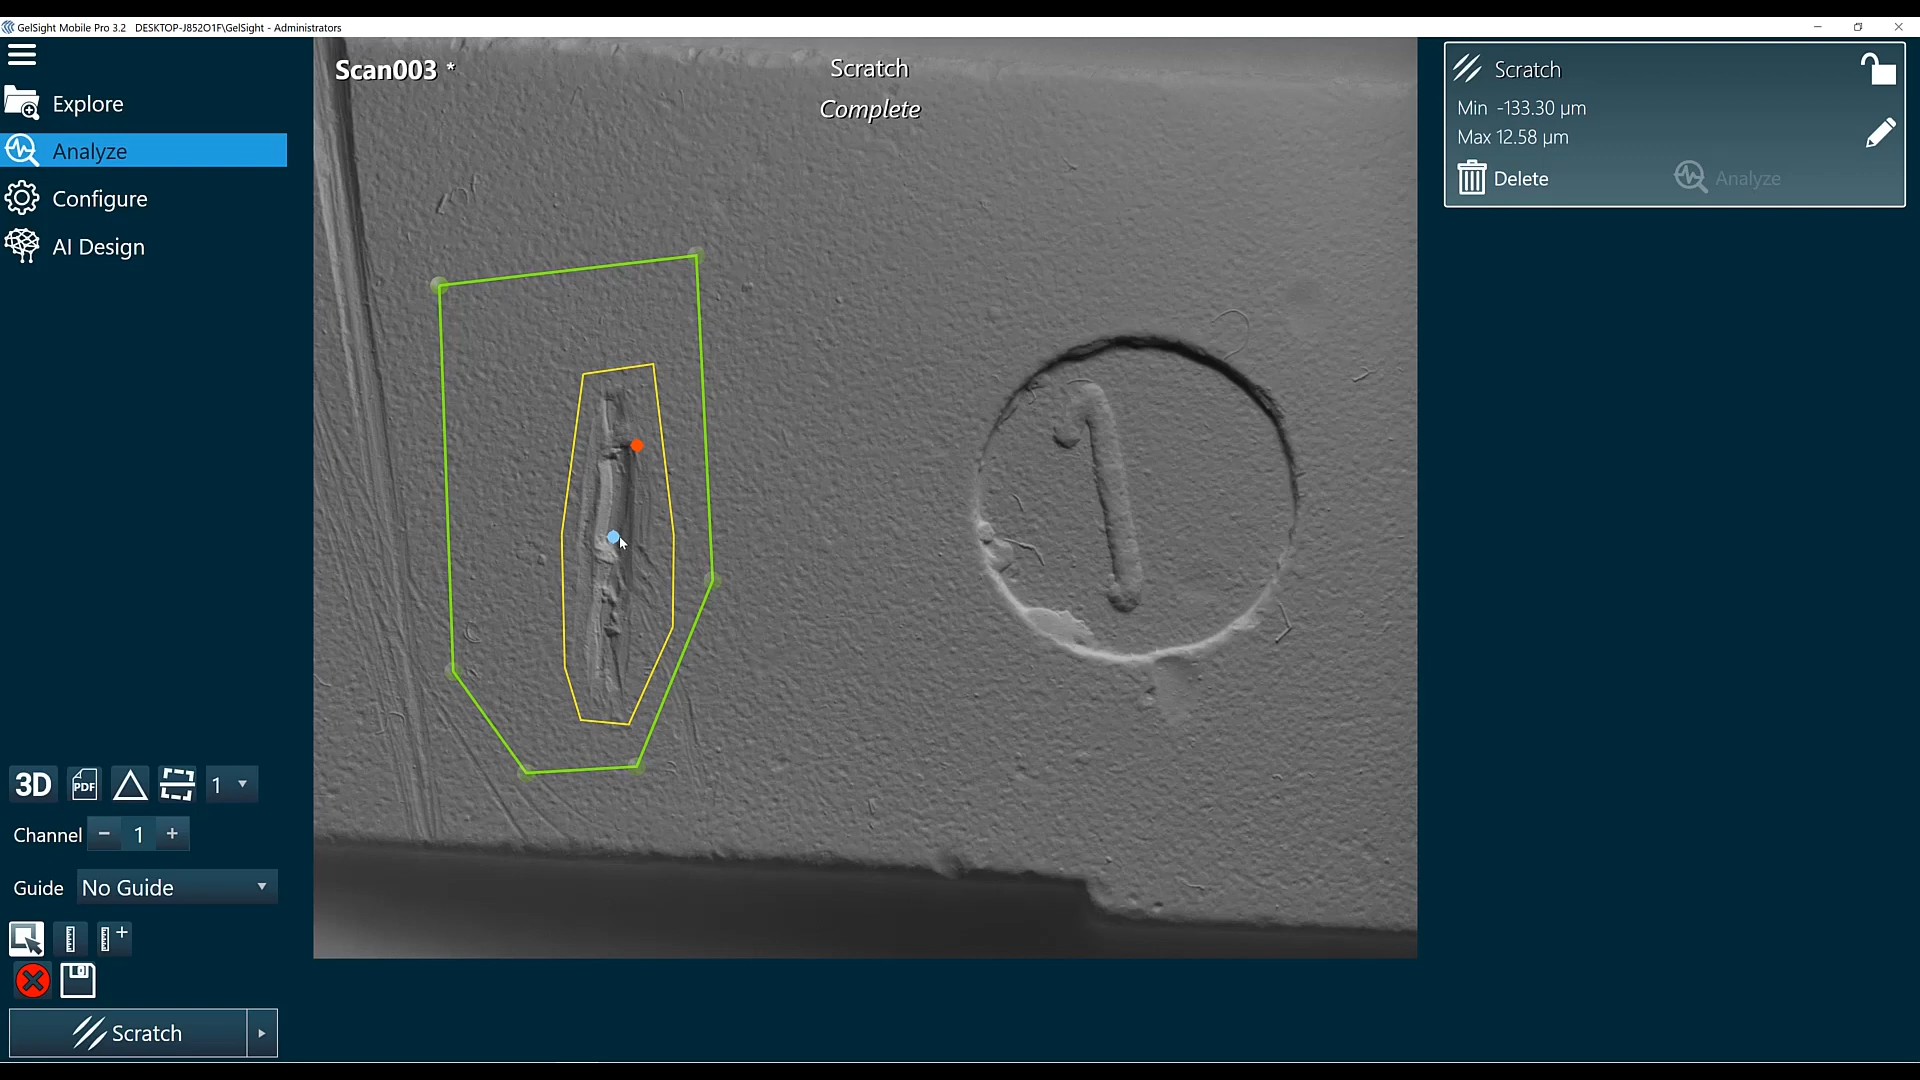 GelSight Mobile Pro 3.2 DESKTOP-J852O1F\GelSight - Administrators
Explore
Analyze
Configure
AI Design
3D
PDF
1
Channel
1
Guide
No Guide
Scratch
Scan003 *
Scratch
Complete
1
Scratch
Min -133.30 µm
Max 12.58 µm
Delete
Analyze